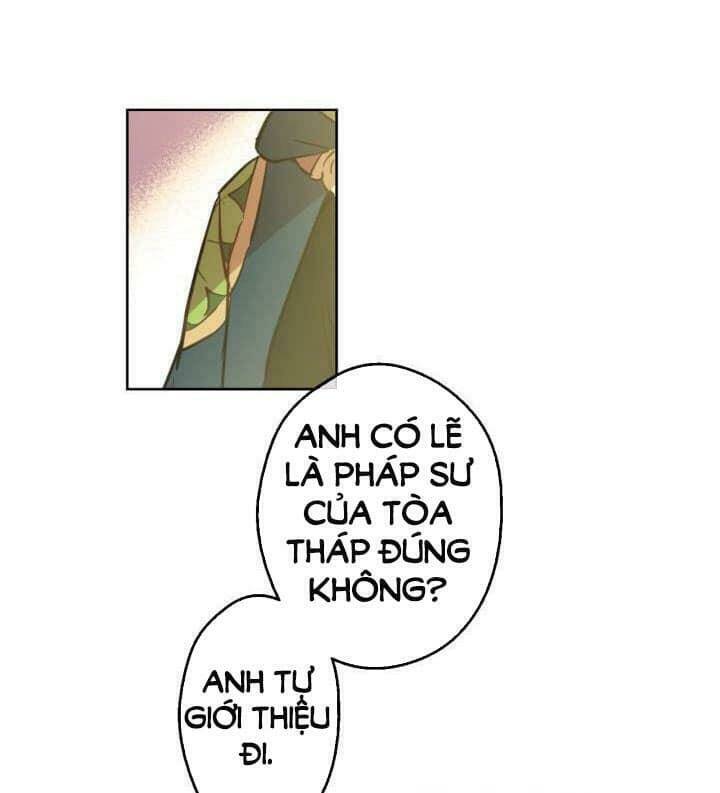 ANH CÓ LẼ
LÀ PHÁP SƯ
CỦA TÒA
THÁP ĐÚNG
KHÔNG?
ANH TỰ
GIỚI THIỆU
ĐI.